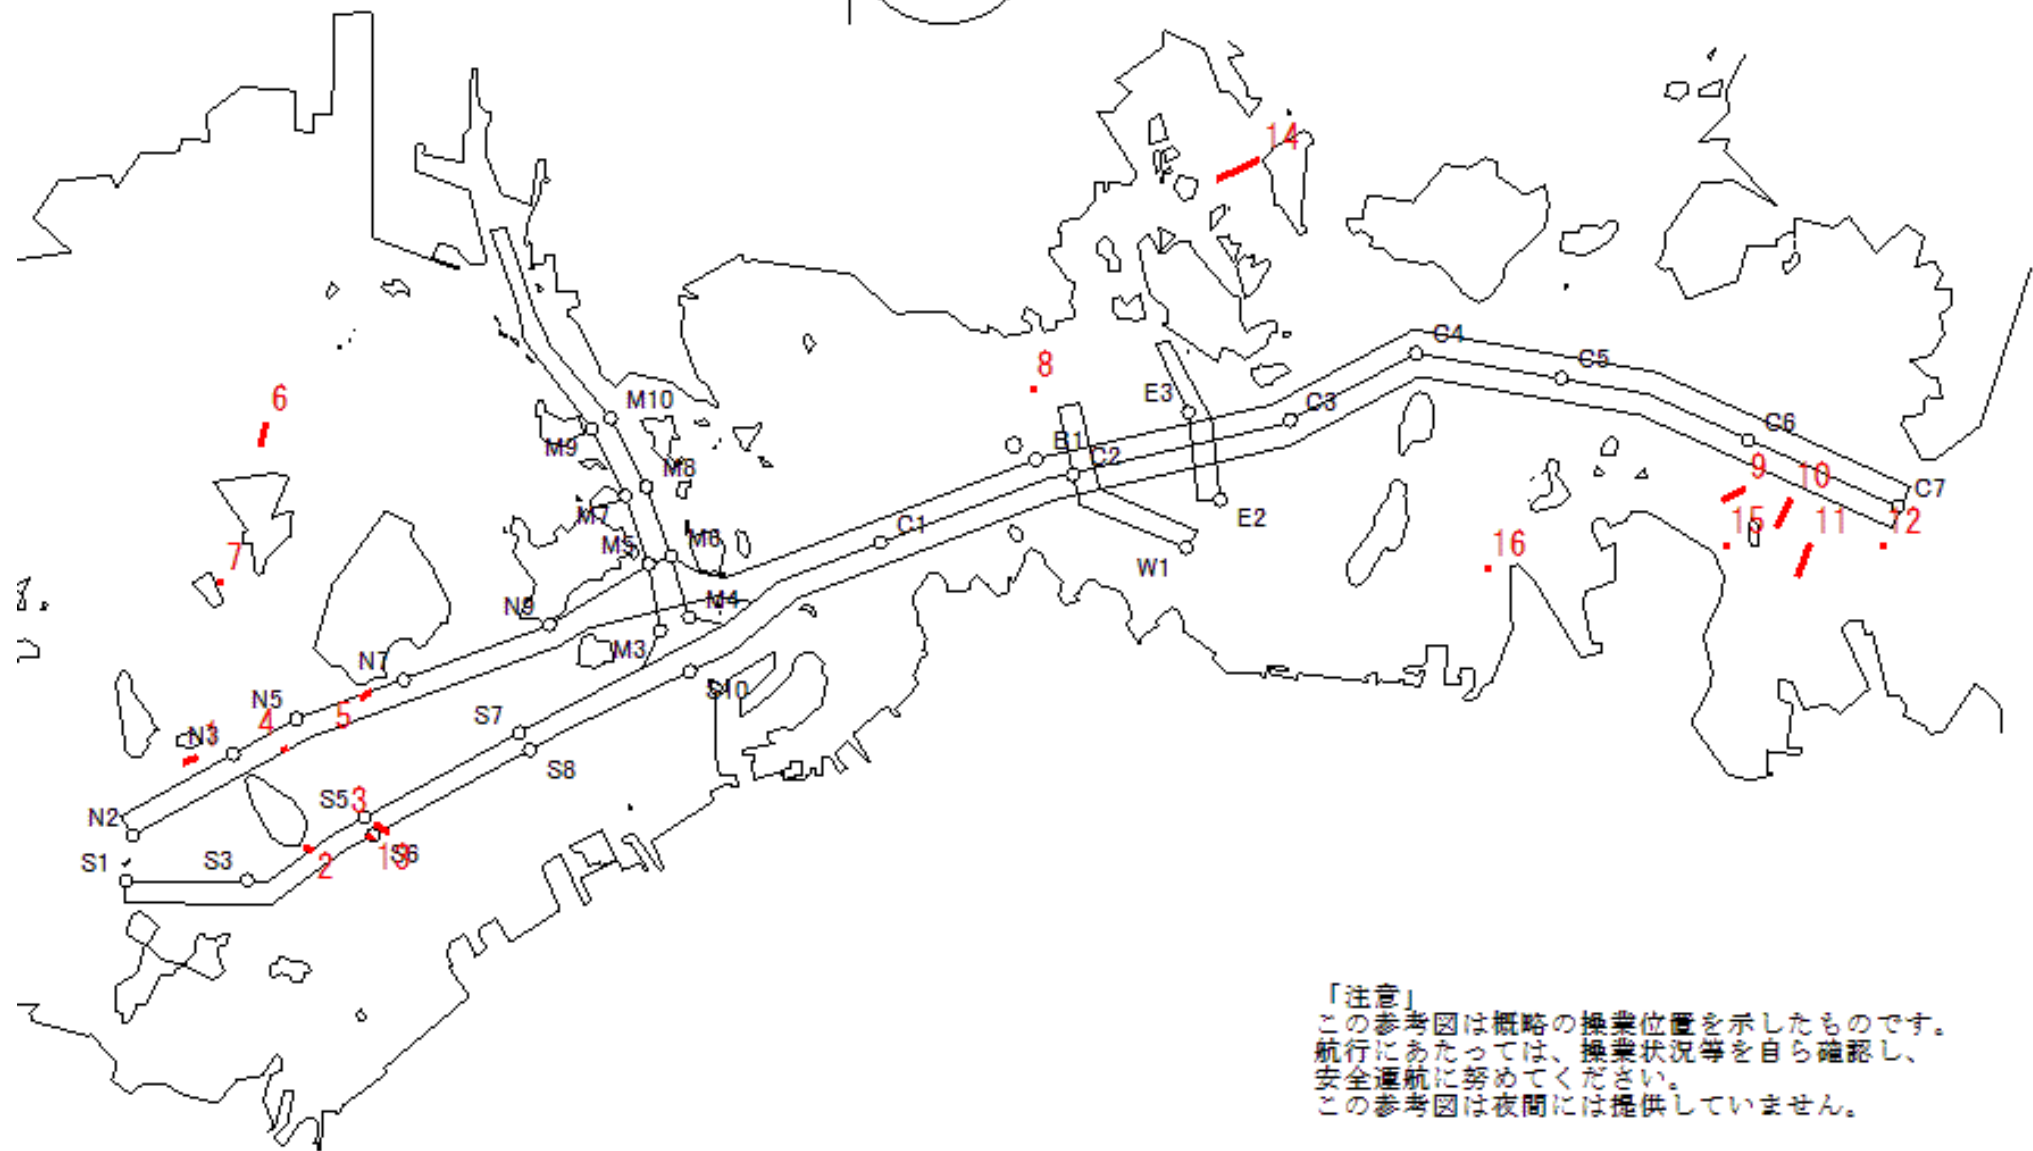 14
C4
C5
8
6
E3
C3
M10
C6
B1
M9
C2
M8
9
10
C7
E2
M7
C1
15
11
12
M5
M6
16
7
W1
N9
M4
M3
N7
S10
N5
4
5
S7
N3
1
S8
S5
3
N2
S1
S3
2
13
S6
「注意」
この参考図は概略の操業位置を示したものです。
航行にあたっては、操業状況等を自ら確認し、
安全運航に努めてください。
この参考図は夜間には提供していません。